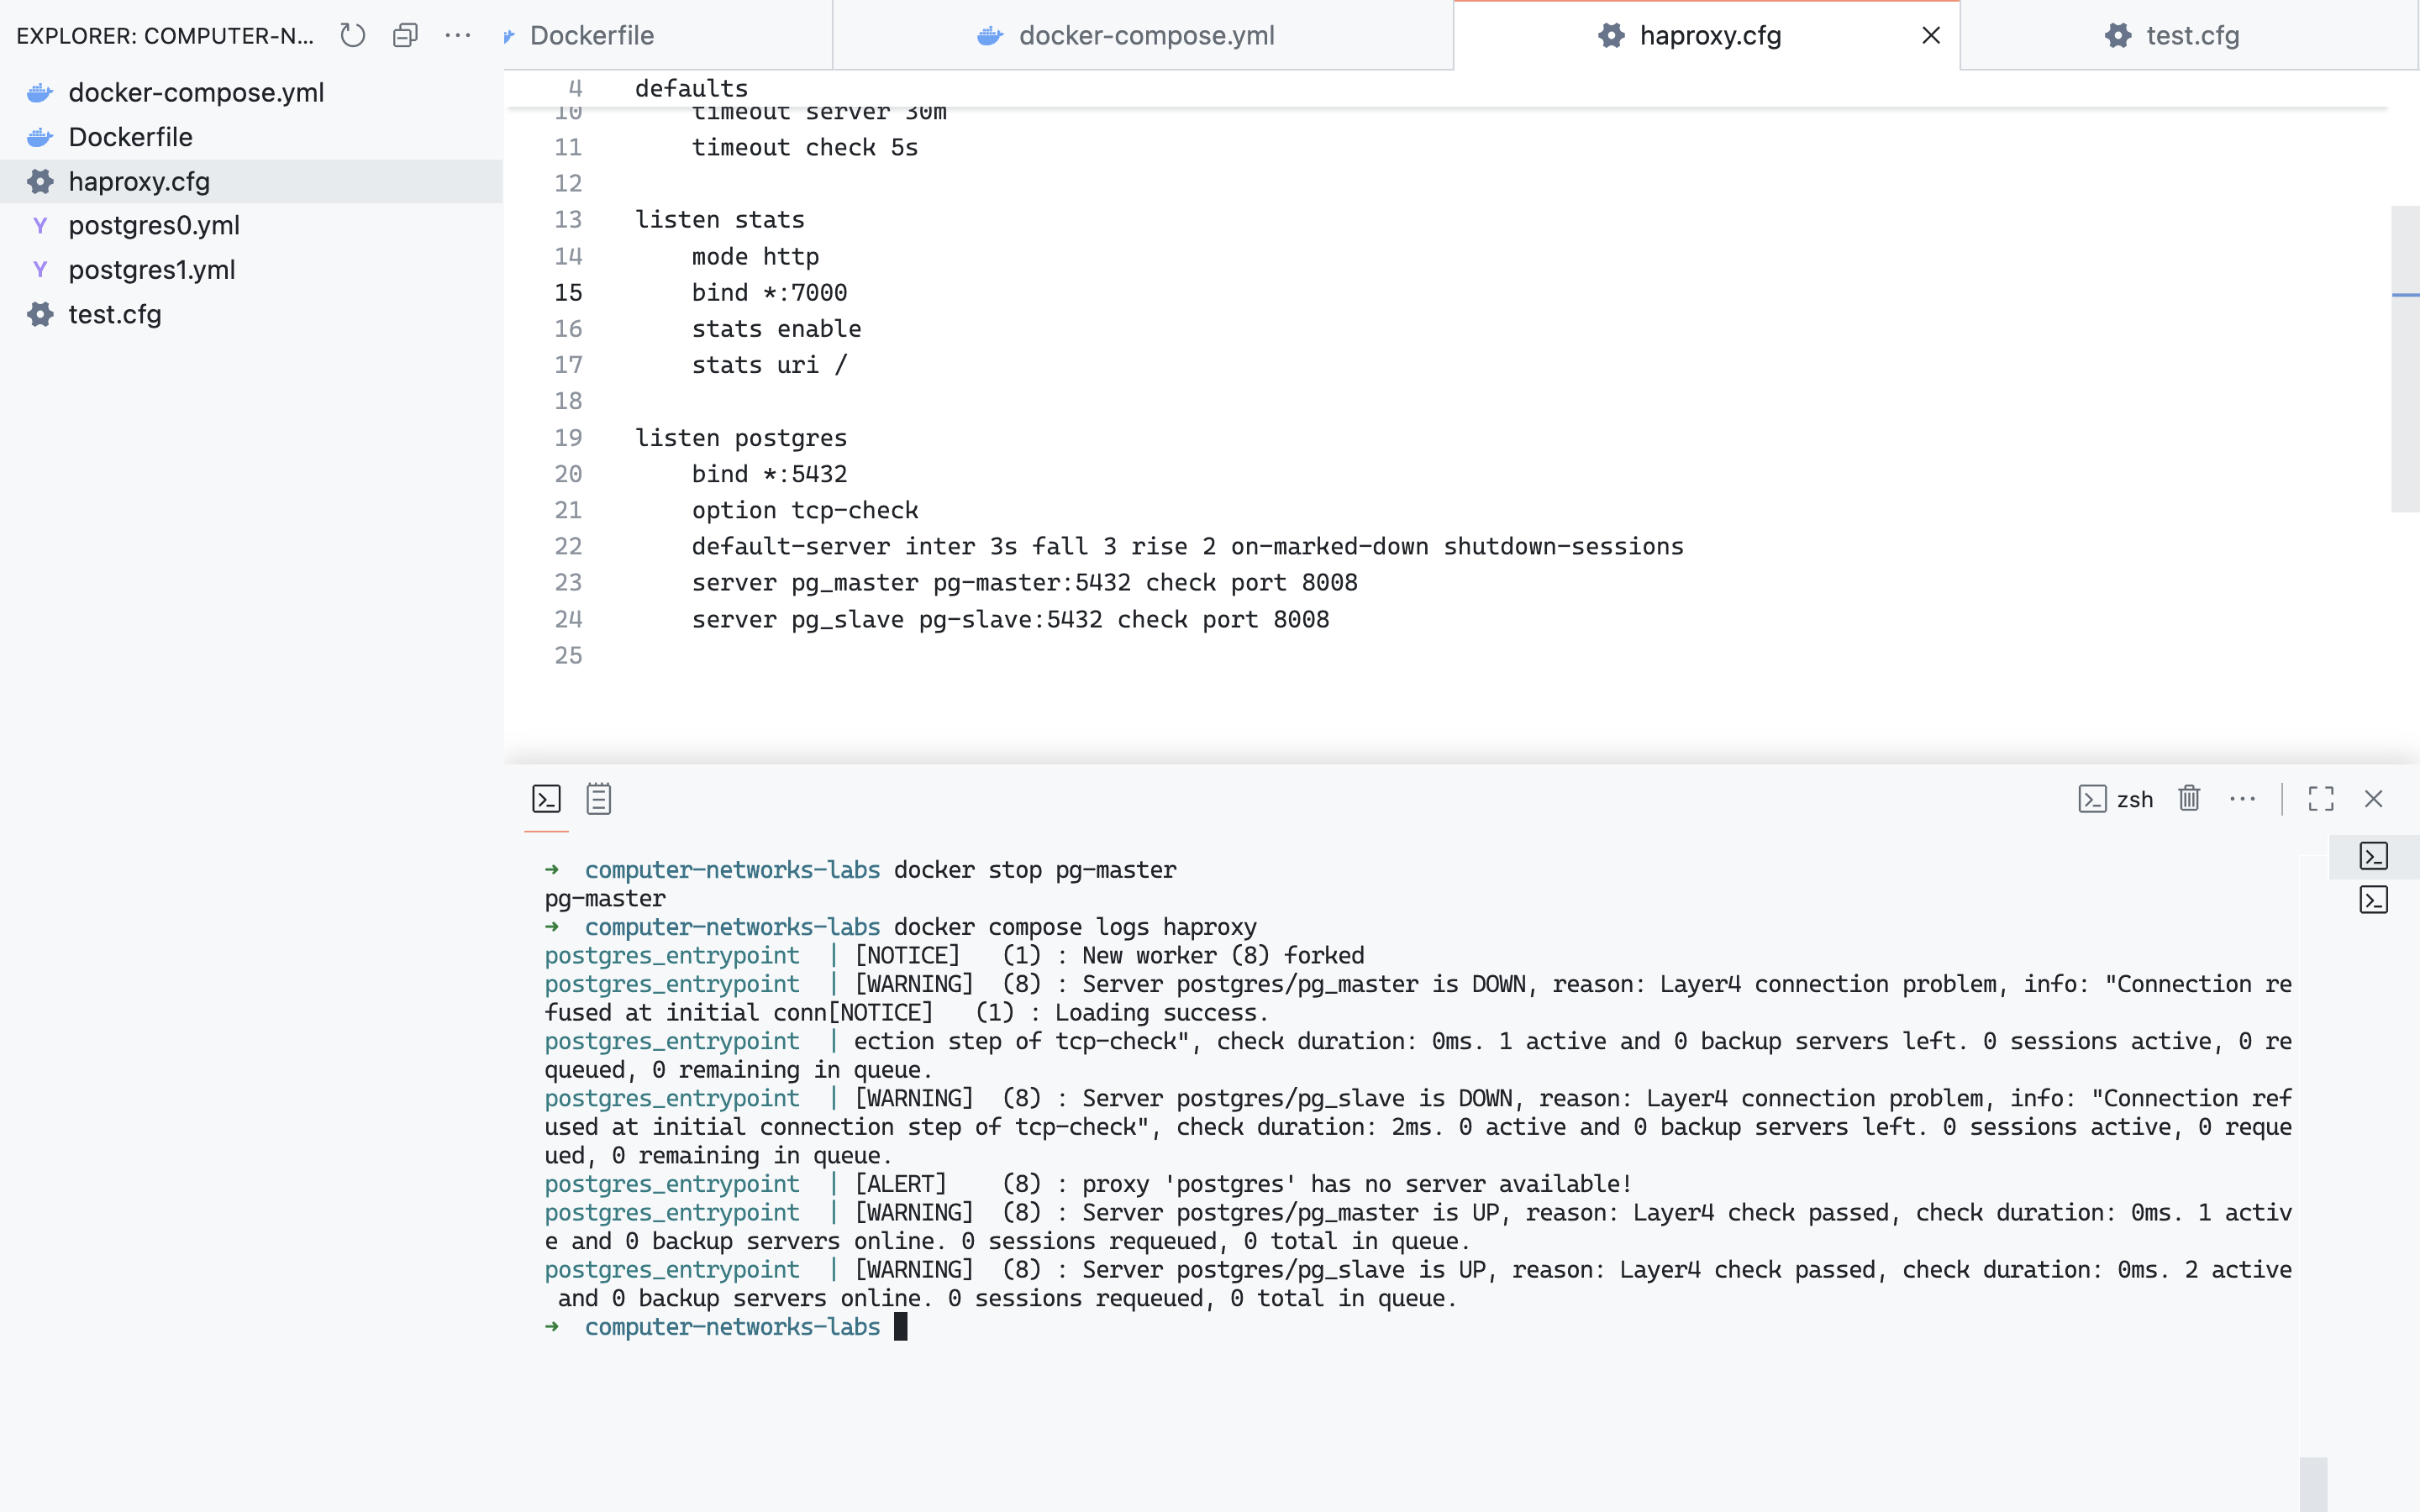 EXPLORER: COMPUTER-N...
docker-compose.yml
Dockerfile
haproxy.cfg
postgres0.yml
postgres1.yml
test.cfg
Dockerfile
docker-compose.yml
haproxy.cfg
test.cfg
4 defaults
10 timeout server 30m
11 timeout check 5s
12
13 listen stats
14 mode http
15 bind *:7000
16 stats enable
17 stats uri /
18
19 listen postgres
20 bind *:5432
21 option tcp-check
22 default-server inter 3s fall 3 rise 2 on-marked-down shutdown-sessions
23 server pg_master pg-master:5432 check port 8008
24 server pg_slave pg-slave:5432 check port 8008
25
zsh
➜ computer-networks-labs docker stop pg-master
pg-master
➜ computer-networks-labs docker compose logs haproxy
postgres_entrypoint | [NOTICE] (1) : New worker (8) forked
postgres_entrypoint | [WARNING] (8) : Server postgres/pg_master is DOWN, reason: Layer4 connection problem, info: "Connection re
fused at initial conn[NOTICE] (1) : Loading success.
postgres_entrypoint | ection step of tcp-check", check duration: 0ms. 1 active and 0 backup servers left. 0 sessions active, 0 re
queued, 0 remaining in queue.
postgres_entrypoint | [WARNING] (8) : Server postgres/pg_slave is DOWN, reason: Layer4 connection problem, info: "Connection ref
used at initial connection step of tcp-check", check duration: 2ms. 0 active and 0 backup servers left. 0 sessions active, 0 reque
ued, 0 remaining in queue.
postgres_entrypoint | [ALERT] (8) : proxy 'postgres' has no server available!
postgres_entrypoint | [WARNING] (8) : Server postgres/pg_master is UP, reason: Layer4 check passed, check duration: 0ms. 1 activ
e and 0 backup servers online. 0 sessions requeued, 0 total in queue.
postgres_entrypoint | [WARNING] (8) : Server postgres/pg_slave is UP, reason: Layer4 check passed, check duration: 0ms. 2 active
and 0 backup servers online. 0 sessions requeued, 0 total in queue.
➜ computer-networks-labs